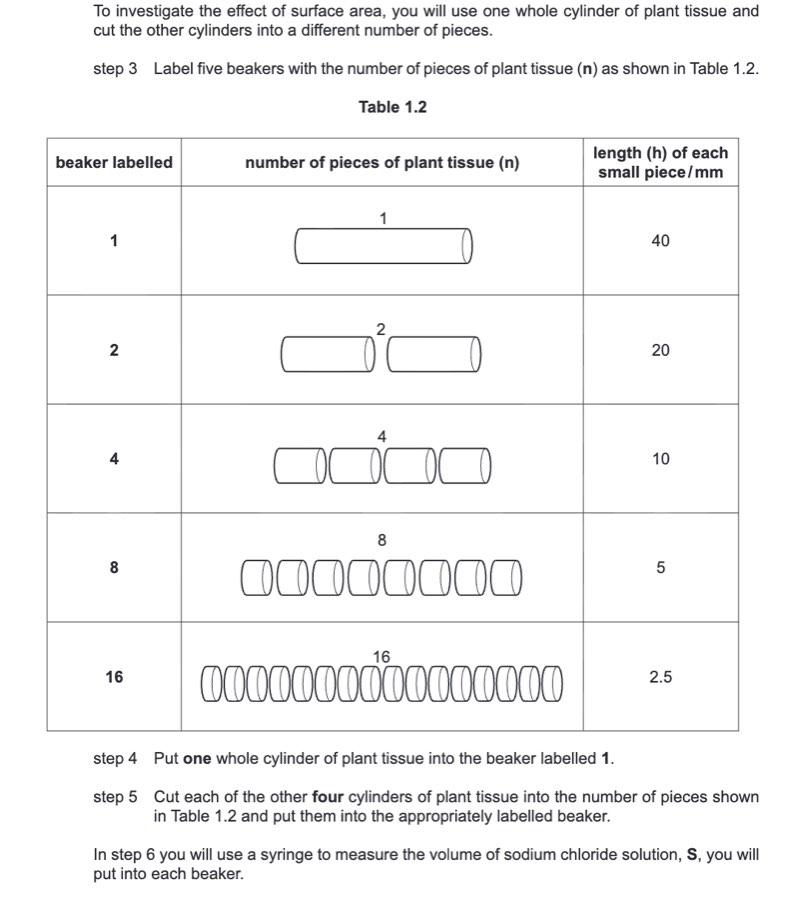 To investigate the effect of surface area, you will use one whole cylinder of plant tissue and
cut the other cylinders into a different number of pieces.
step 3 Label five beakers with the number of pieces of plant tissue (n) as shown in Table 1.2.
Table 1.2
beaker labelled number of pieces of plant tissue (n) length (h) of each small piece/mm
1 1 40
2 2 20
4 4 10
8 8 5
16 16 2.5
step 4 Put one whole cylinder of plant tissue into the beaker labelled 1.
step 5 Cut each of the other four cylinders of plant tissue into the number of pieces shown
in Table 1.2 and put them into the appropriately labelled beaker.
In step 6 you will use a syringe to measure the volume of sodium chloride solution, S, you will
put into each beaker.